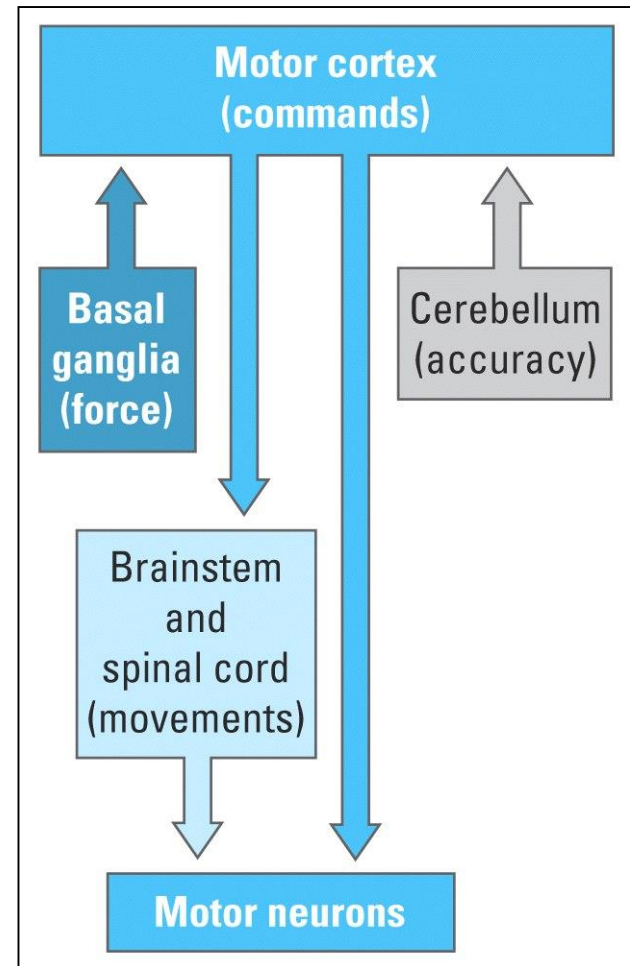 Motor cortex
(commands)
Basal
ganglia
(force)
Cerebellum
(accuracy)
Brainstem
and
spinal cord
(movements)
Motor neurons